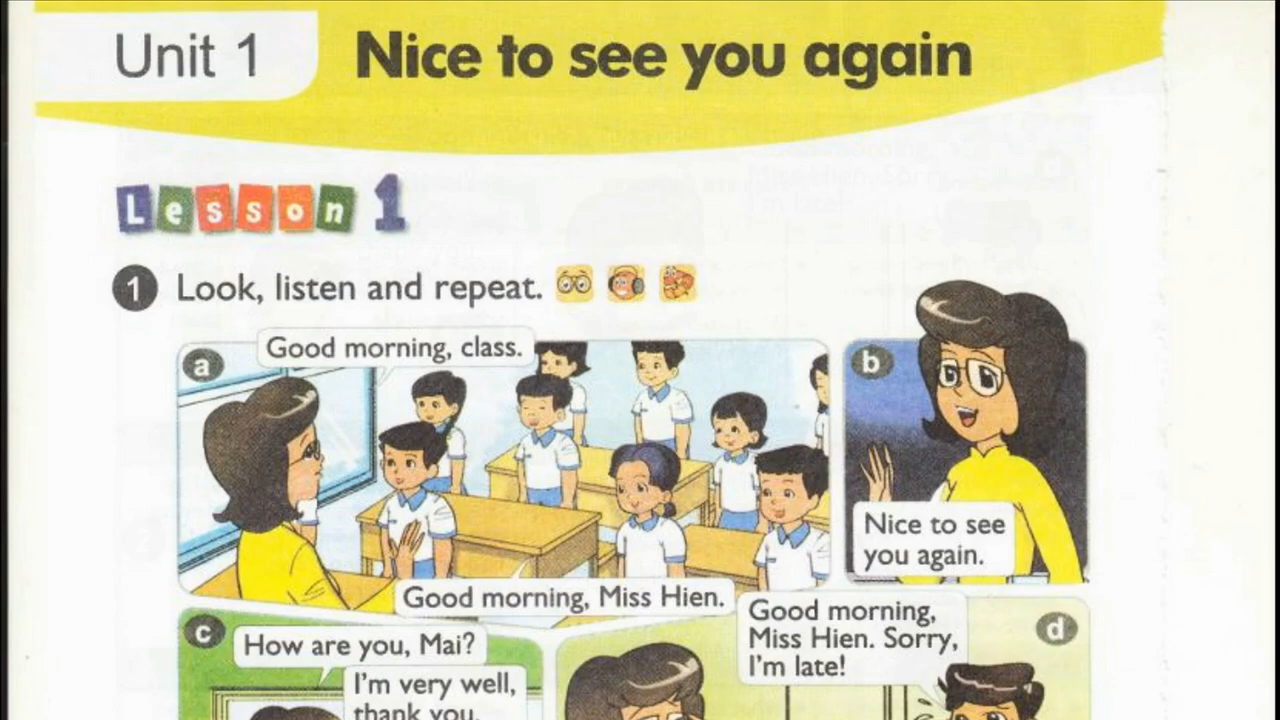 Unit 1
Nice to see you again
Lesson 1
1 Look, listen and repeat.
a
Good morning, class.
Good morning, Miss Hien.
b
Nice to see
you again.
c
How are you, Mai?
I'm very well,
thank you.
d
Good morning,
Miss Hien. Sorry,
I'm late!